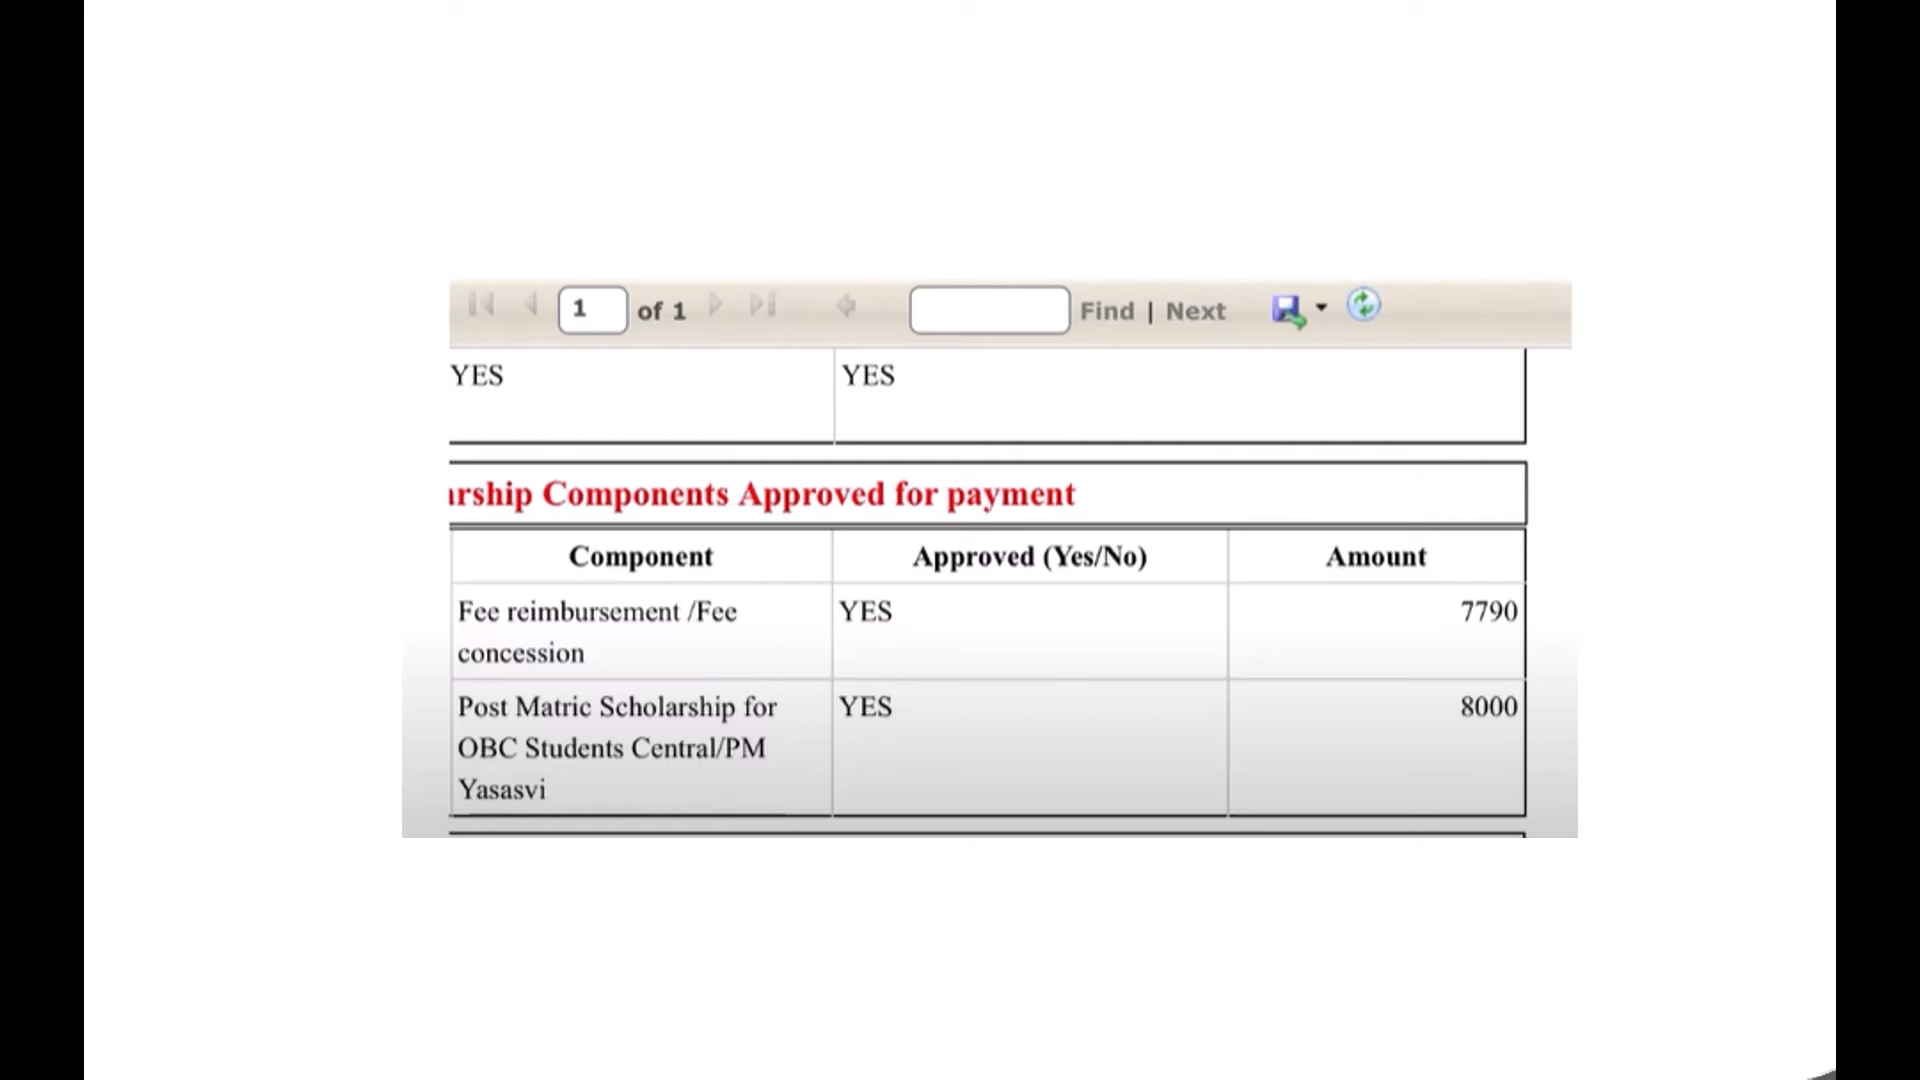 1 of 1 Find | Next
YES YES
rship Components Approved for payment
Component Approved (Yes/No) Amount
Fee reimbursement /Fee YES 7790
concession
Post Matric Scholarship for YES 8000
OBC Students Central/PM
Yasasvi